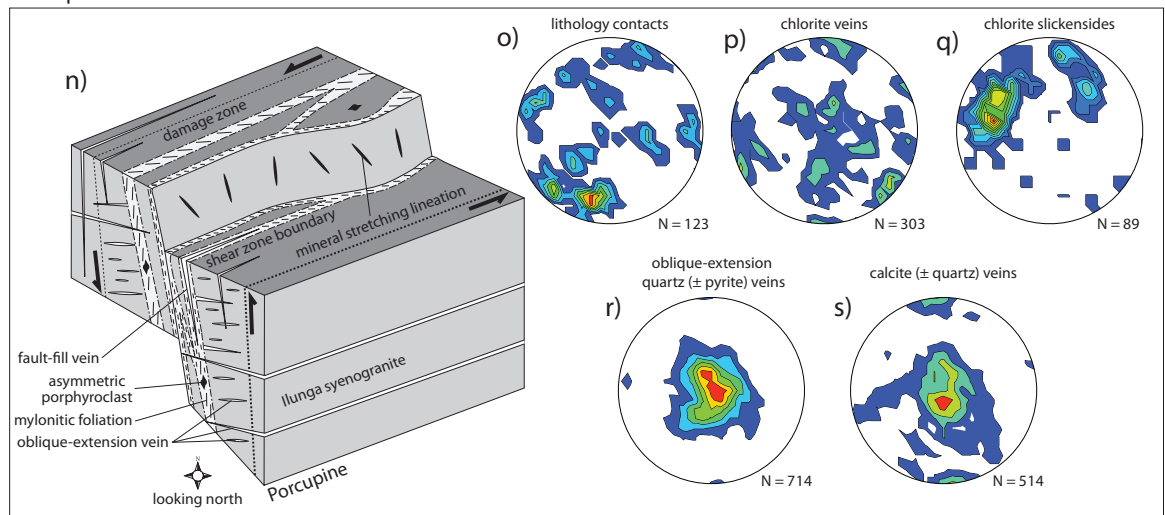 n)
damage zone
shear zone boundary
mineral stretching lineation
fault-fill vein
asymmetric
porphyroclast
mylonitic foliation
oblique-extension vein
Ilunga syenogranite
N
looking north
Porcupine
o)
lithology contacts
N = 123
p)
chlorite veins
N = 303
q)
chlorite slickensides
N = 89
r)
oblique-extension
quartz (± pyrite) veins
N = 714
s)
calcite (± quartz) veins
N = 514